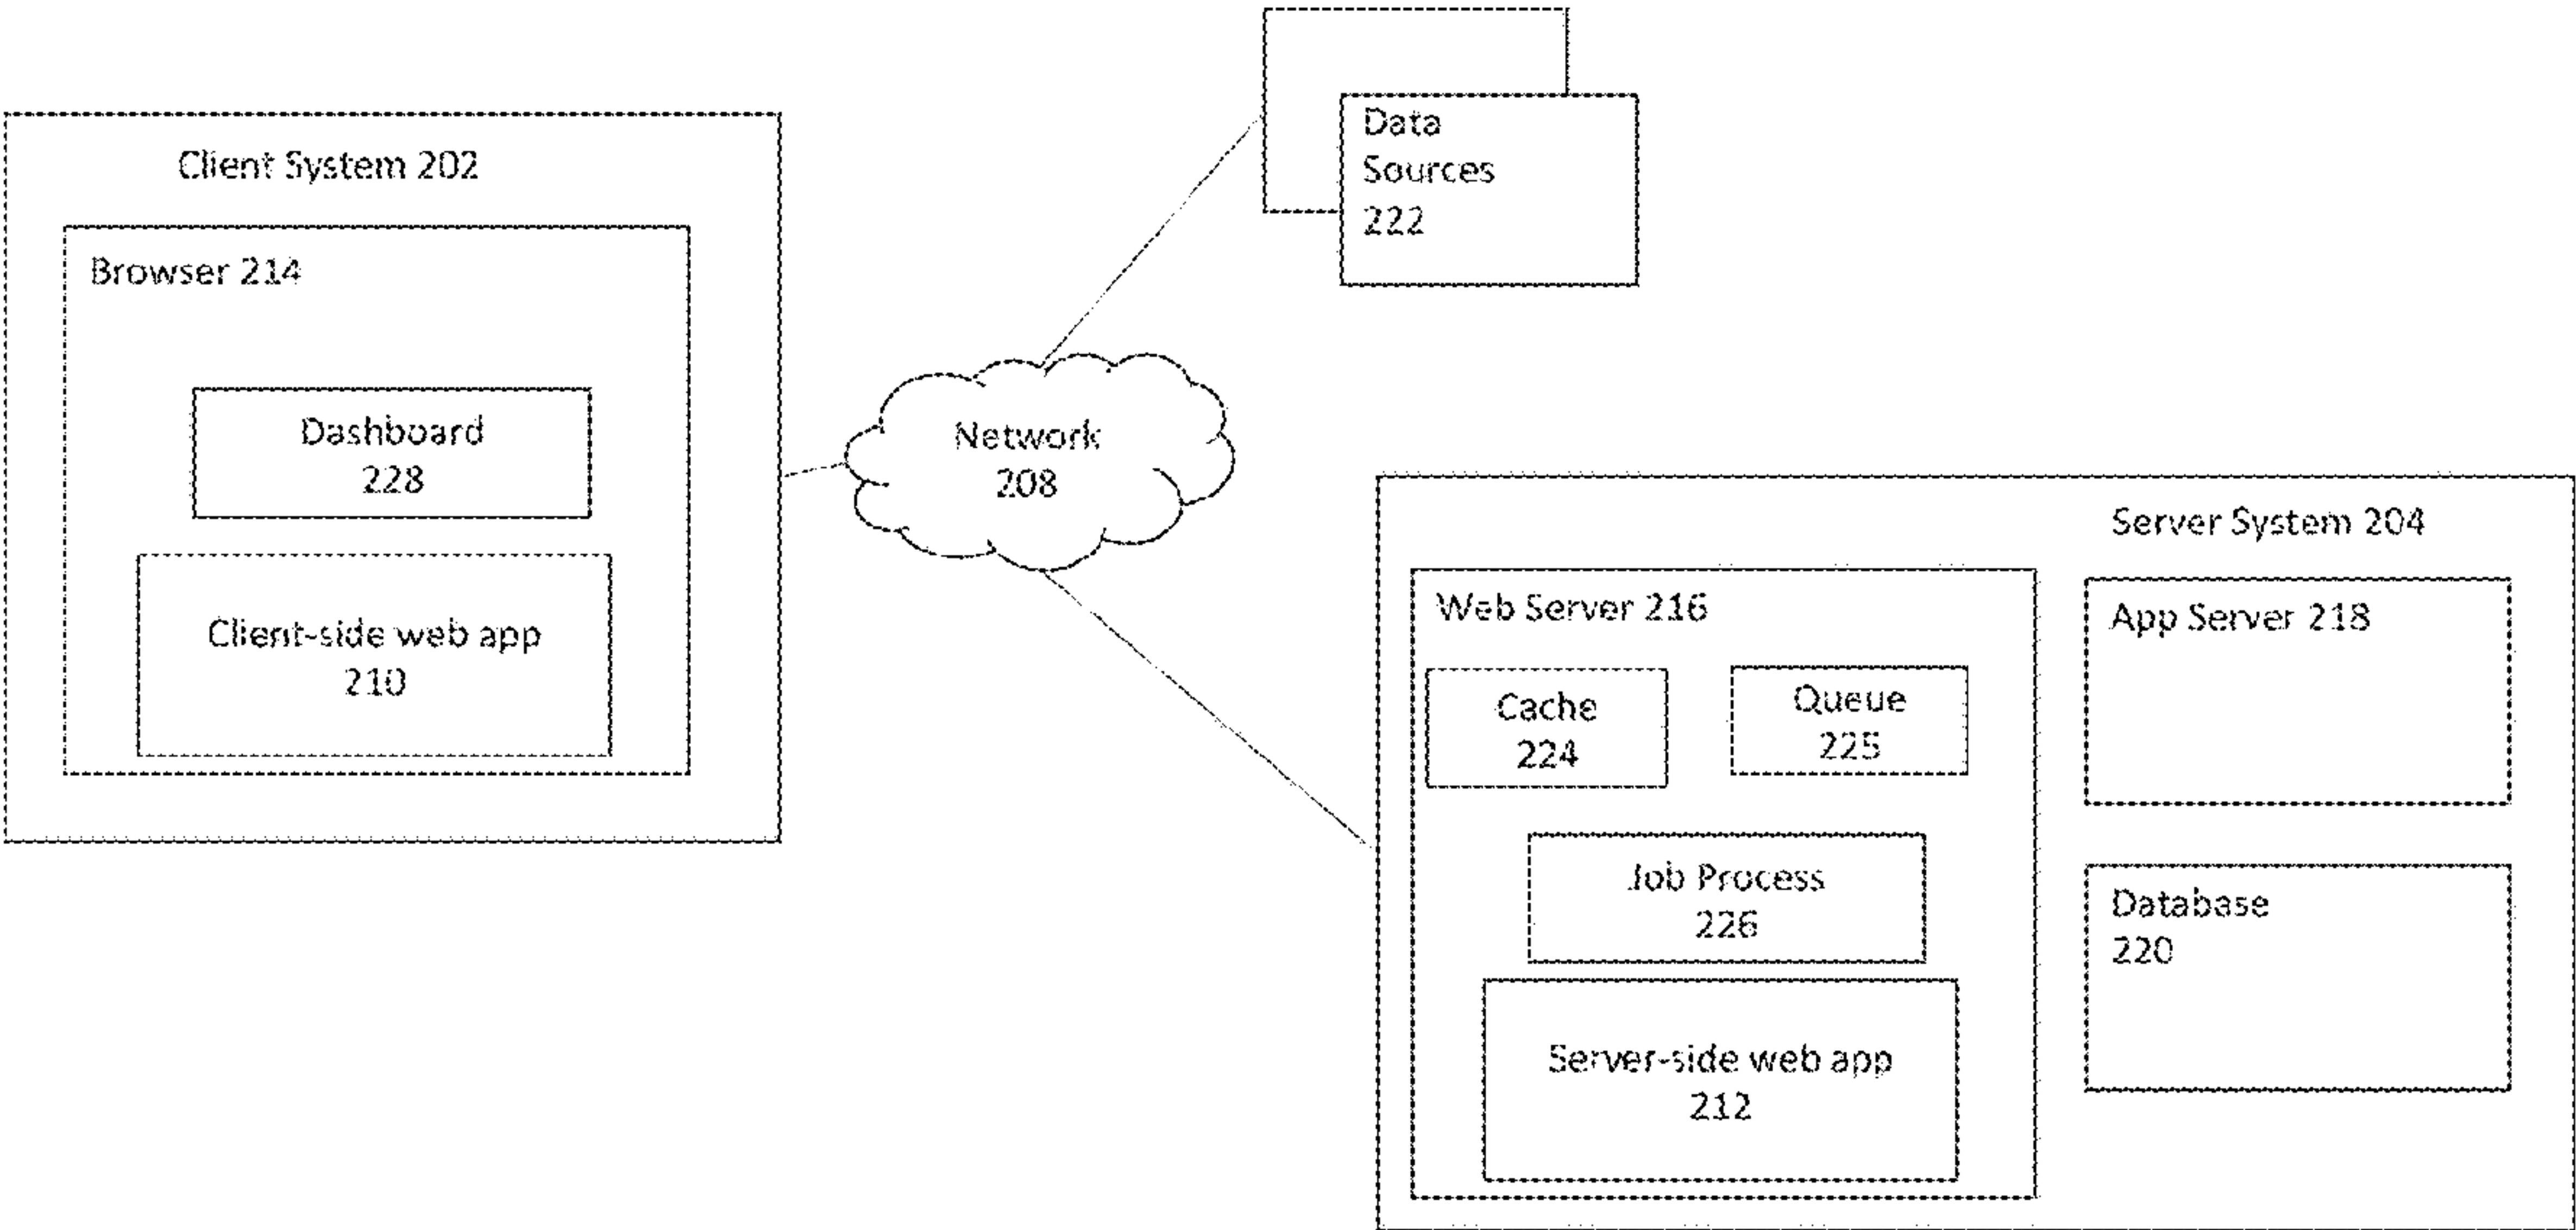 Data
Sources
222
Client System 202
Browser 214
Dashboard
228
Client-side web app
210
Network
208
Server System 204
Web Server 216
App Server 218
Cache
224
Queue
225
Job Process
226
Database
220
Server-side web app
212